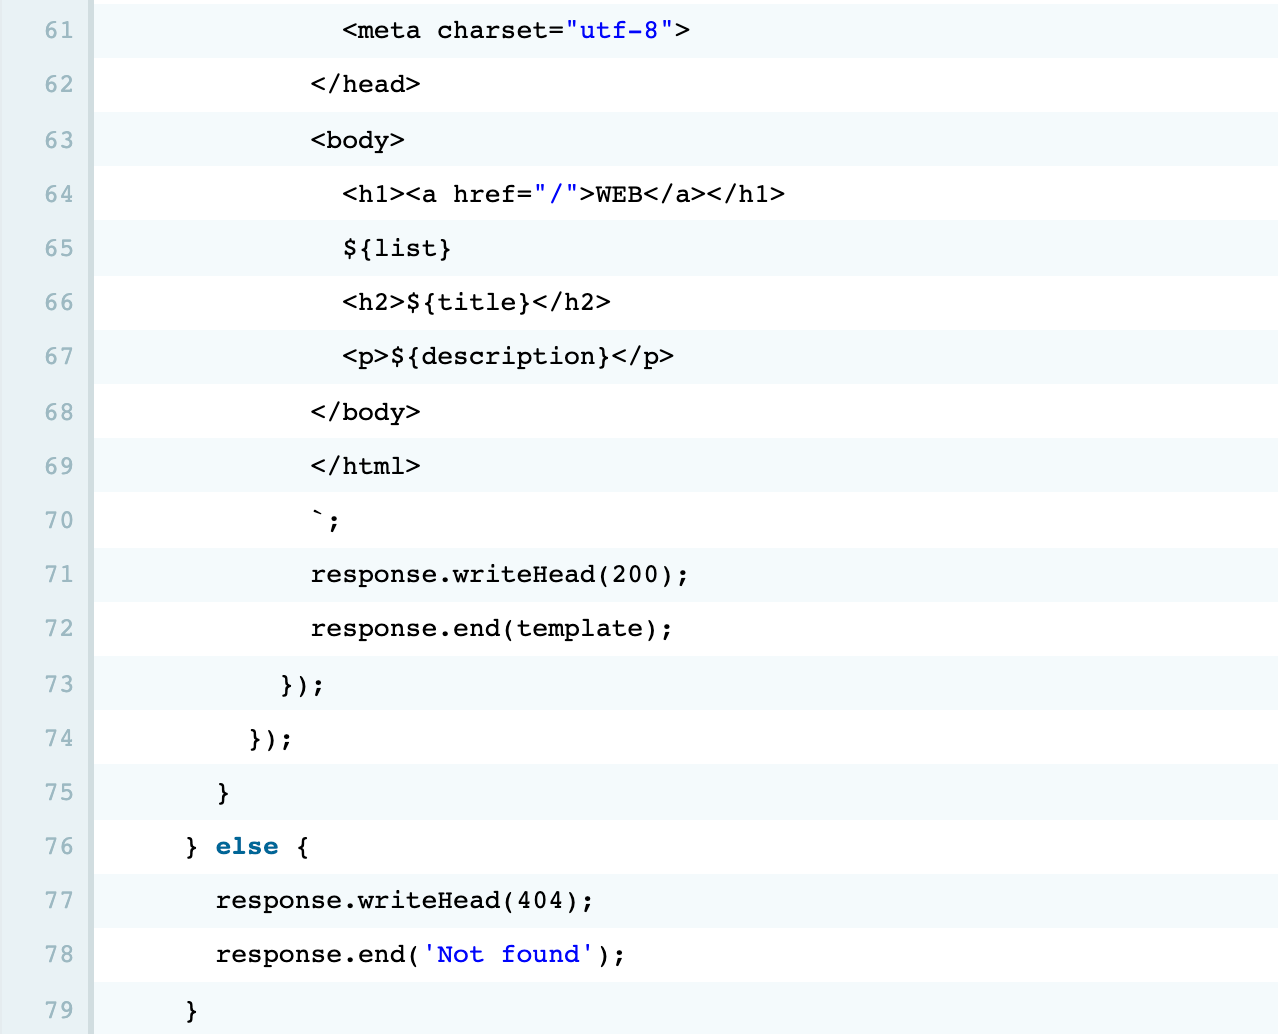 61 <meta charset="utf-8">
62 </head>
63 <body>
64 <h1><a href="/">WEB</a></h1>
65 ${list}
66 <h2>${title}</h2>
67 <p>${description}</p>
68 </body>
69 </html>
70 `;
71 response.writeHead(200);
72 response.end(template);
73 });
74 });
75 }
76 } else {
77 response.writeHead(404);
78 response.end('Not found');
79 }